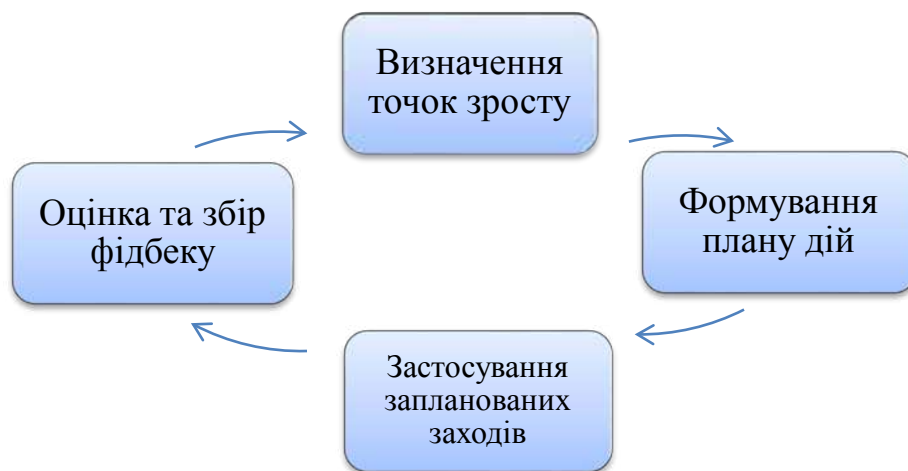 Визначення
точок зросту
Формування
плану дій
Застосування
запланованих
заходів
Оцінка та збір
фідбеку